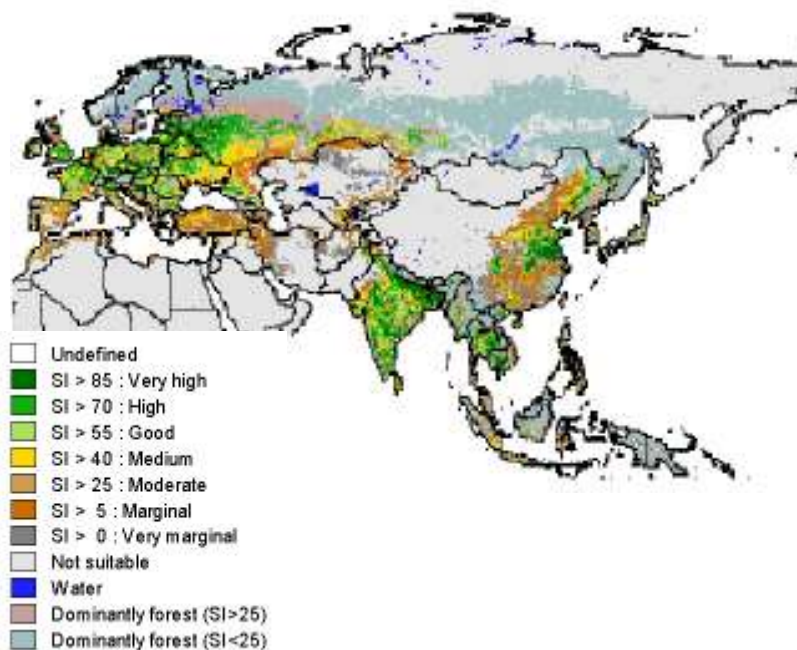 Undefined
SI > 85 : Very high
SI > 70 : High
SI > 55 : Good
SI > 40 : Medium
SI > 25 : Moderate
SI > 5 : Marginal
SI > 0 : Very marginal
Not suitable
Water
Dominantly forest (SI>25)
Dominantly forest (SI<25)